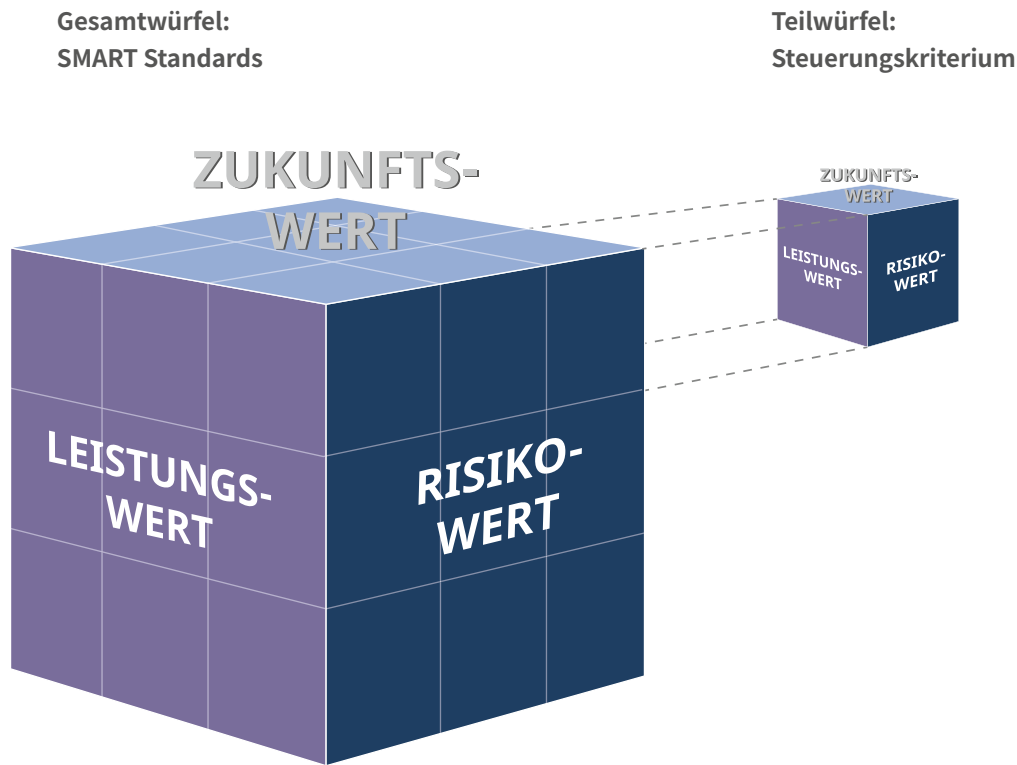 Gesamtwürfel:
SMART Standards
Teilwürfel:
Steuerungskriterium
ZUKUNFTS-
WERT
LEISTUNGS-
WERT
RISIKO-
WERT
ZUKUNFTS-
WERT
LEISTUNGS-
WERT
RISIKO-
WERT